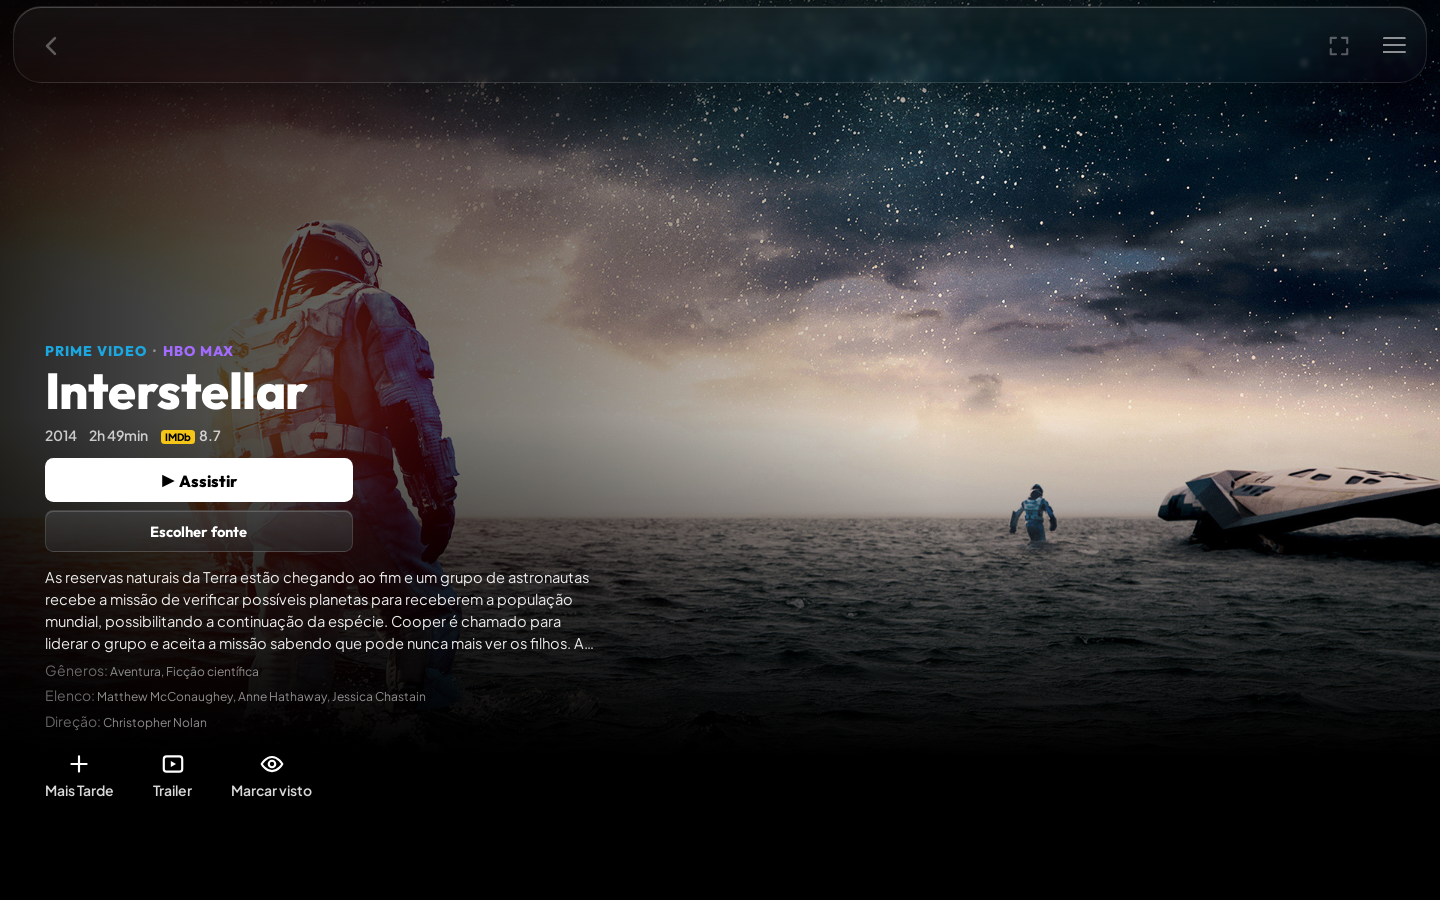 PRIME VIDEO · HBO MAX
Interstellar
2014 2h 49min IMDb 8.7
▶ Assistir
Escolher fonte
As reservas naturais da Terra estão chegando ao fim e um grupo de astronautas
recebe a missão de verificar possíveis planetas para receberem a população
mundial, possibilitando a continuação da espécie. Cooper é chamado para
liderar o grupo e aceita a missão sabendo que pode nunca mais ver os filhos. A…
Gêneros: Aventura, Ficção científica
Elenco: Matthew McConaughey, Anne Hathaway, Jessica Chastain
Direção: Christopher Nolan
Mais Tarde Trailer Marcar visto